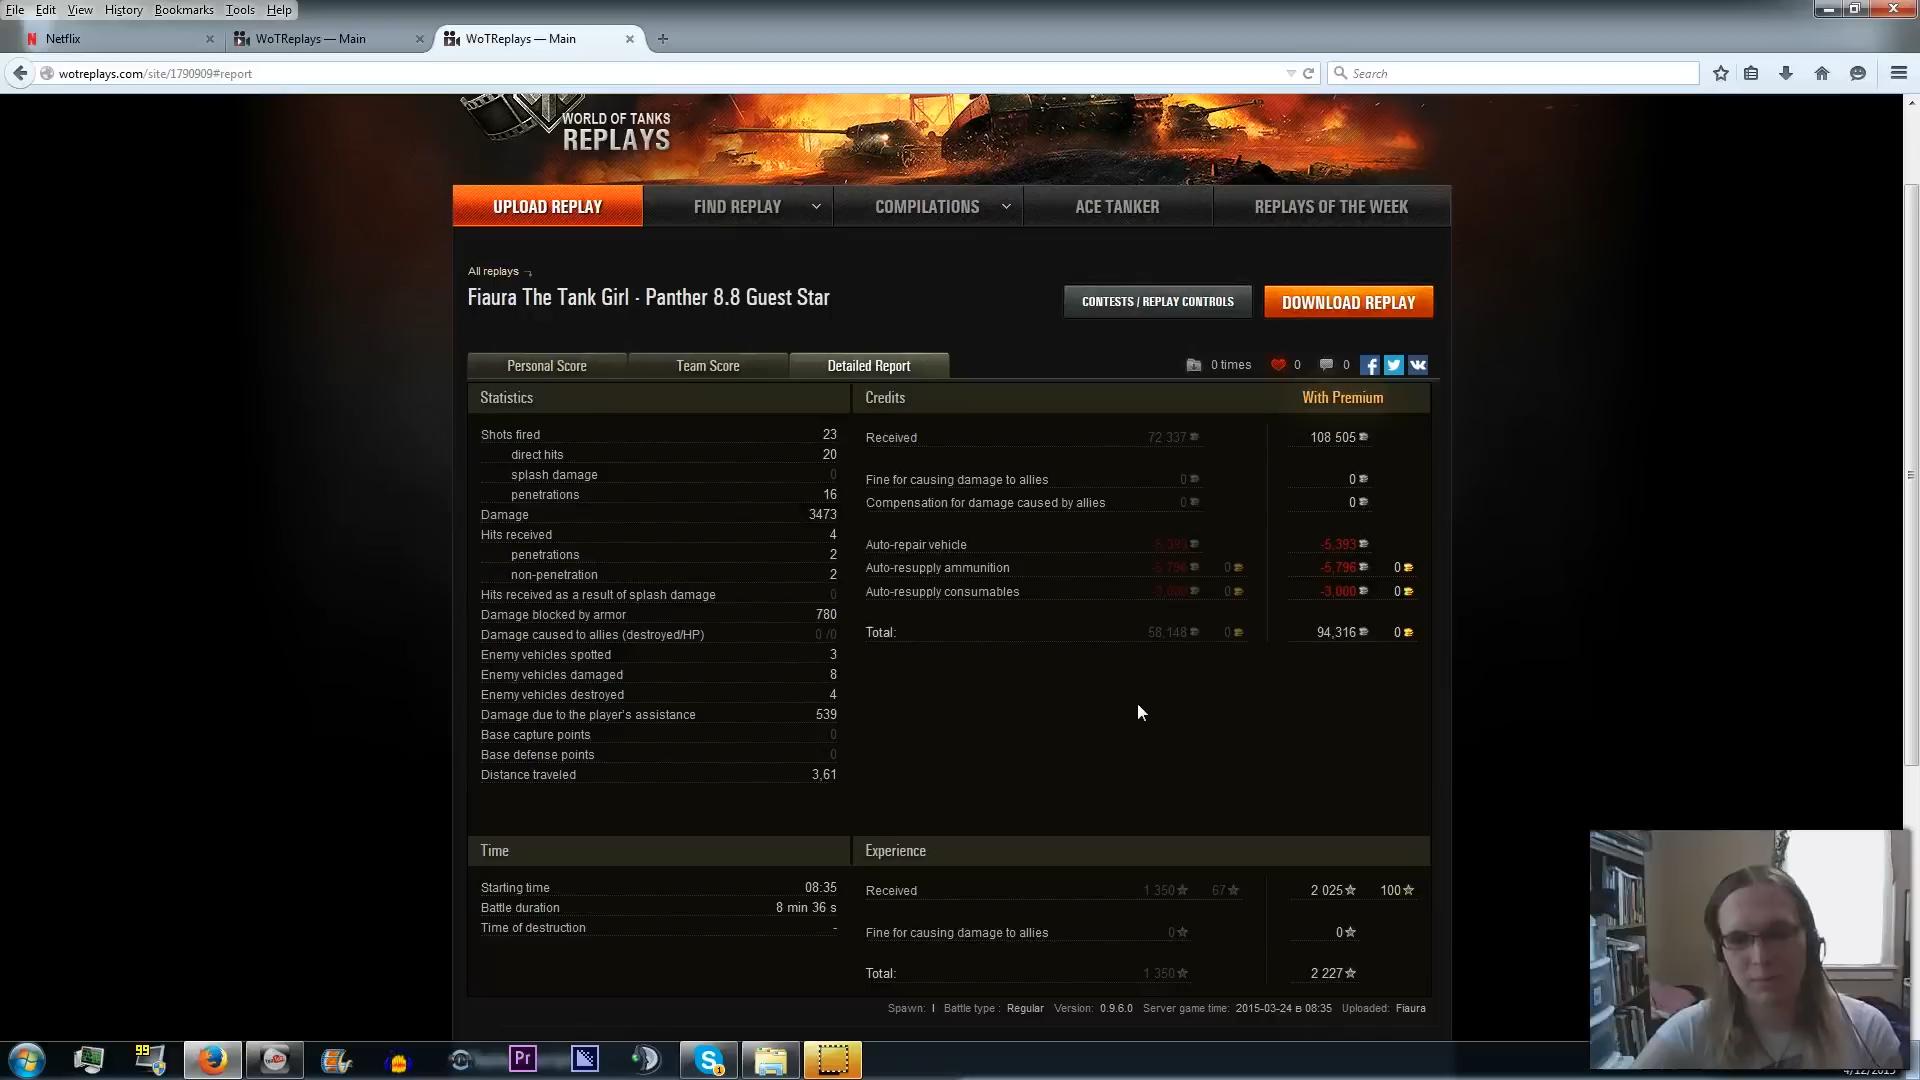 File Edit View History Bookmarks Tools Help
N Netflix × WoTReplays — Main × WoTReplays — Main × +
wotreplays.com/site/1790909#report Search
WORLD OF TANKS
REPLAYS
UPLOAD REPLAY FIND REPLAY COMPILATIONS ACE TANKER REPLAYS OF THE WEEK
All replays
Fiaura The Tank Girl - Panther 8.8 Guest Star CONTESTS / REPLAY CONTROLS DOWNLOAD REPLAY
Personal Score Team Score Detailed Report 0 times 0 0
Statistics
Shots fired 23
direct hits 20
splash damage 0
penetrations 16
Damage 3473
Hits received 4
penetrations 2
non-penetration 2
Hits received as a result of splash damage 0
Damage blocked by armor 780
Damage caused to allies (destroyed/HP) 0 /0
Enemy vehicles spotted 3
Enemy vehicles damaged 8
Enemy vehicles destroyed 4
Damage due to the player's assistance 539
Base capture points 0
Base defense points 0
Distance traveled 3,61
Credits With Premium
Received 72 337 108 505
Fine for causing damage to allies 0 0
Compensation for damage caused by allies 0 0
Auto-repair vehicle -5,393 -5,393
Auto-resupply ammunition -5,796 0 -5,796 0
Auto-resupply consumables -3,000 0 -3,000 0
Total: 58,148 0 94,316 0
Time
Starting time 08:35
Battle duration 8 min 36 s
Time of destruction -
Experience
Received 1 350 67 2 025 100
Fine for causing damage to allies 0 0
Total: 1 350 2 227
Spawn: I Battle type : Regular Version: 0.9.6.0 Server game time: 2015-03-24 в 08:35 Uploaded: Fiaura
99 Pr S 1